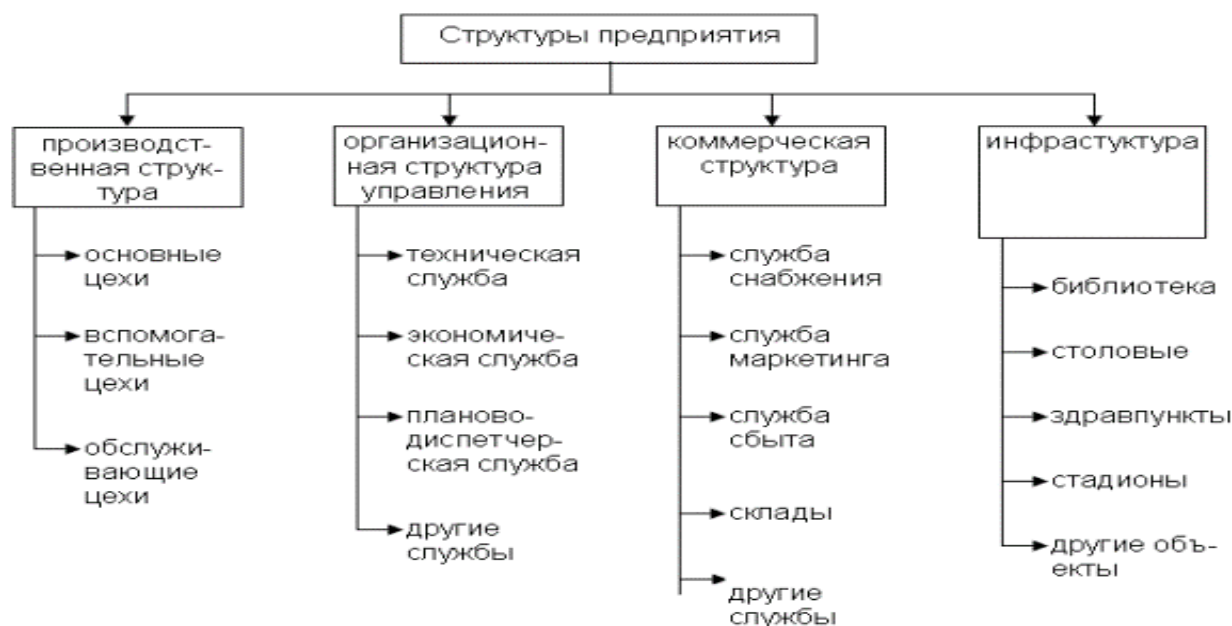 Структуры предприятия
производст-
венная струк-
тура
основные
цехи
вспомога-
тельные
цехи
обслужи-
вающие
цехи
организацион-
ная структура
управления
техническая
служба
экономиче-
ская служба
планово-
диспетчер-
ская служба
другие
службы
коммерческая
структура
служба
снабжения
служба
маркетинга
служба
сбыта
склады
другие
службы
инфрастуктура
библиотека
столовые
здравпункты
стадионы
другие объ-
екты